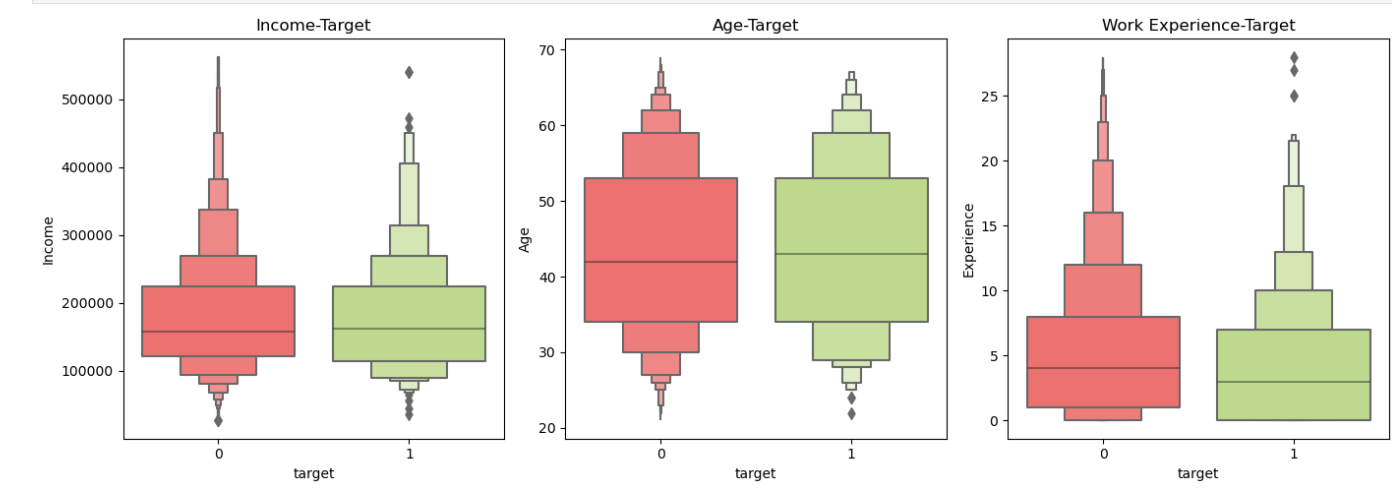 Income-Target
Income
500000
400000
300000
200000
100000
0
1
target
Age-Target
Age
70
60
50
40
30
20
0
1
target
Work Experience-Target
Experience
25
20
15
10
5
0
0
1
target